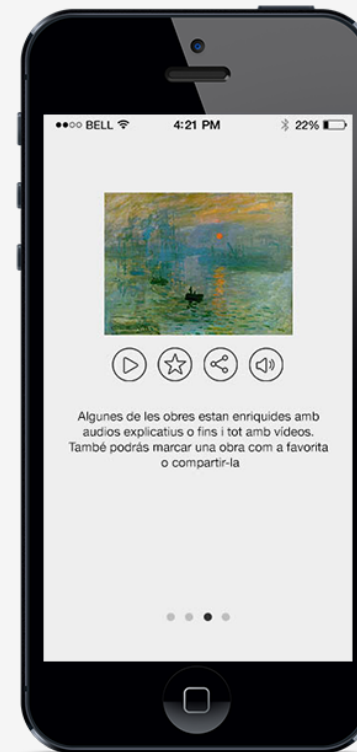 BELL 4:21 PM 22%
Algunes de les obres estan enriquides amb
audios explicatius o fins i tot amb vídeos.
També podrás marcar una obra com a favorita
o compartir-la